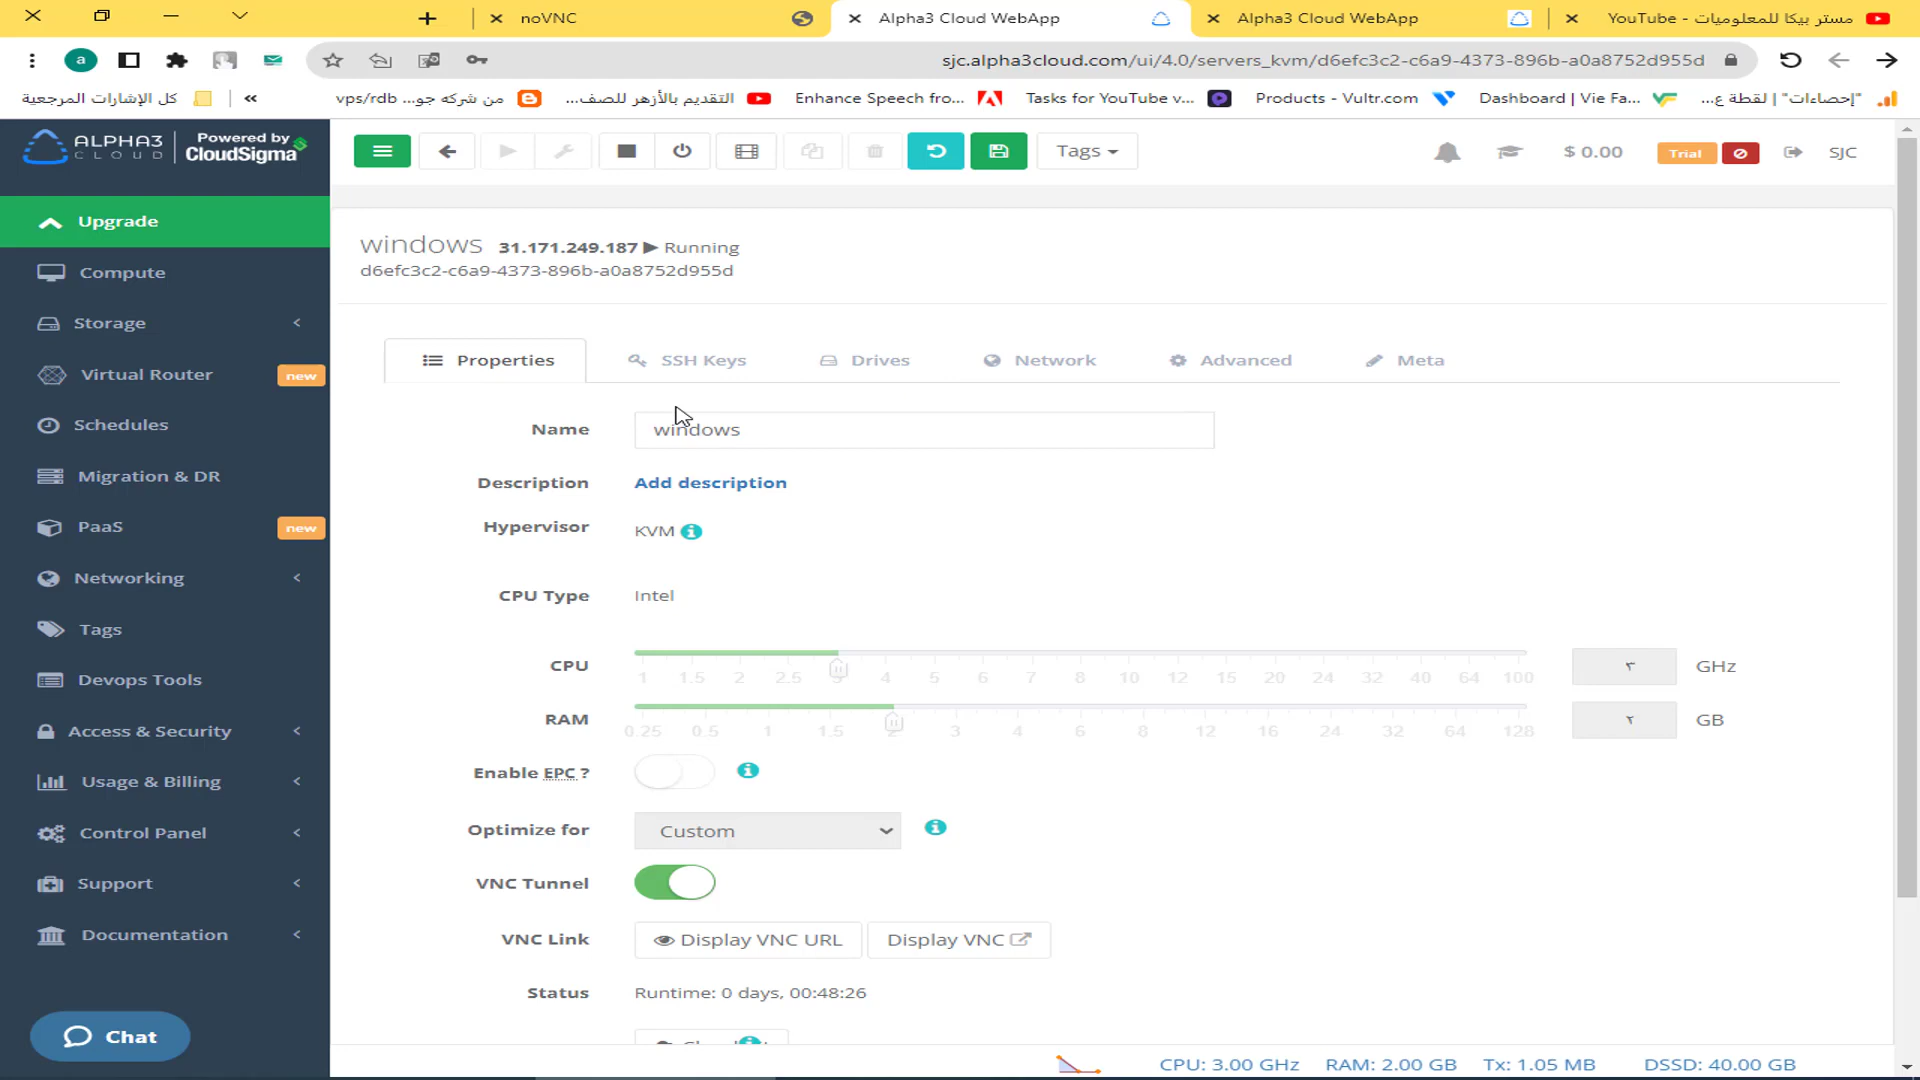 noVNC
Alpha3 Cloud WebApp
Alpha3 Cloud WebApp
مستر بيكا للمعلوميات - YouTube
a
sjc.alpha3cloud.com/ui/4.0/servers_kvm/d6efc3c2-c6a9-4373-896b-a0a8752d955d
كل الإشارات المرجعية
»
vps/rdb من شركه جو...
التقديم بالأزهر للصف...
Enhance Speech fro...
Tasks for YouTube v...
Products - Vultr.com
Dashboard | Vie Fa...
"إحصاءات" | لقطة ع...
ALPHA3 CLOUD
Powered by CloudSigma
Tags
$ 0.00
Trial
SJC
Upgrade
Compute
Storage
Virtual Router new
Schedules
Migration & DR
PaaS new
Networking
Tags
Devops Tools
Access & Security
Usage & Billing
Control Panel
Support
Documentation
Chat
windows 31.171.249.187 Running
d6efc3c2-c6a9-4373-896b-a0a8752d955d
Properties SSH Keys Drives Network Advanced Meta
Name windows
Description Add description
Hypervisor KVM
CPU Type Intel
CPU ٣ GHz
1 1.5 2 2.5 3 4 5 6 7 8 10 12 15 20 24 32 40 64 100
RAM ٢ GB
0.25 0.5 1 1.5 2 3 4 6 8 12 16 24 32 64 128
Enable EPC ?
Optimize for Custom
VNC Tunnel
VNC Link Display VNC URL Display VNC
Status Runtime: 0 days, 00:48:26
CPU: 3.00 GHz RAM: 2.00 GB Tx: 1.05 MB DSSD: 40.00 GB